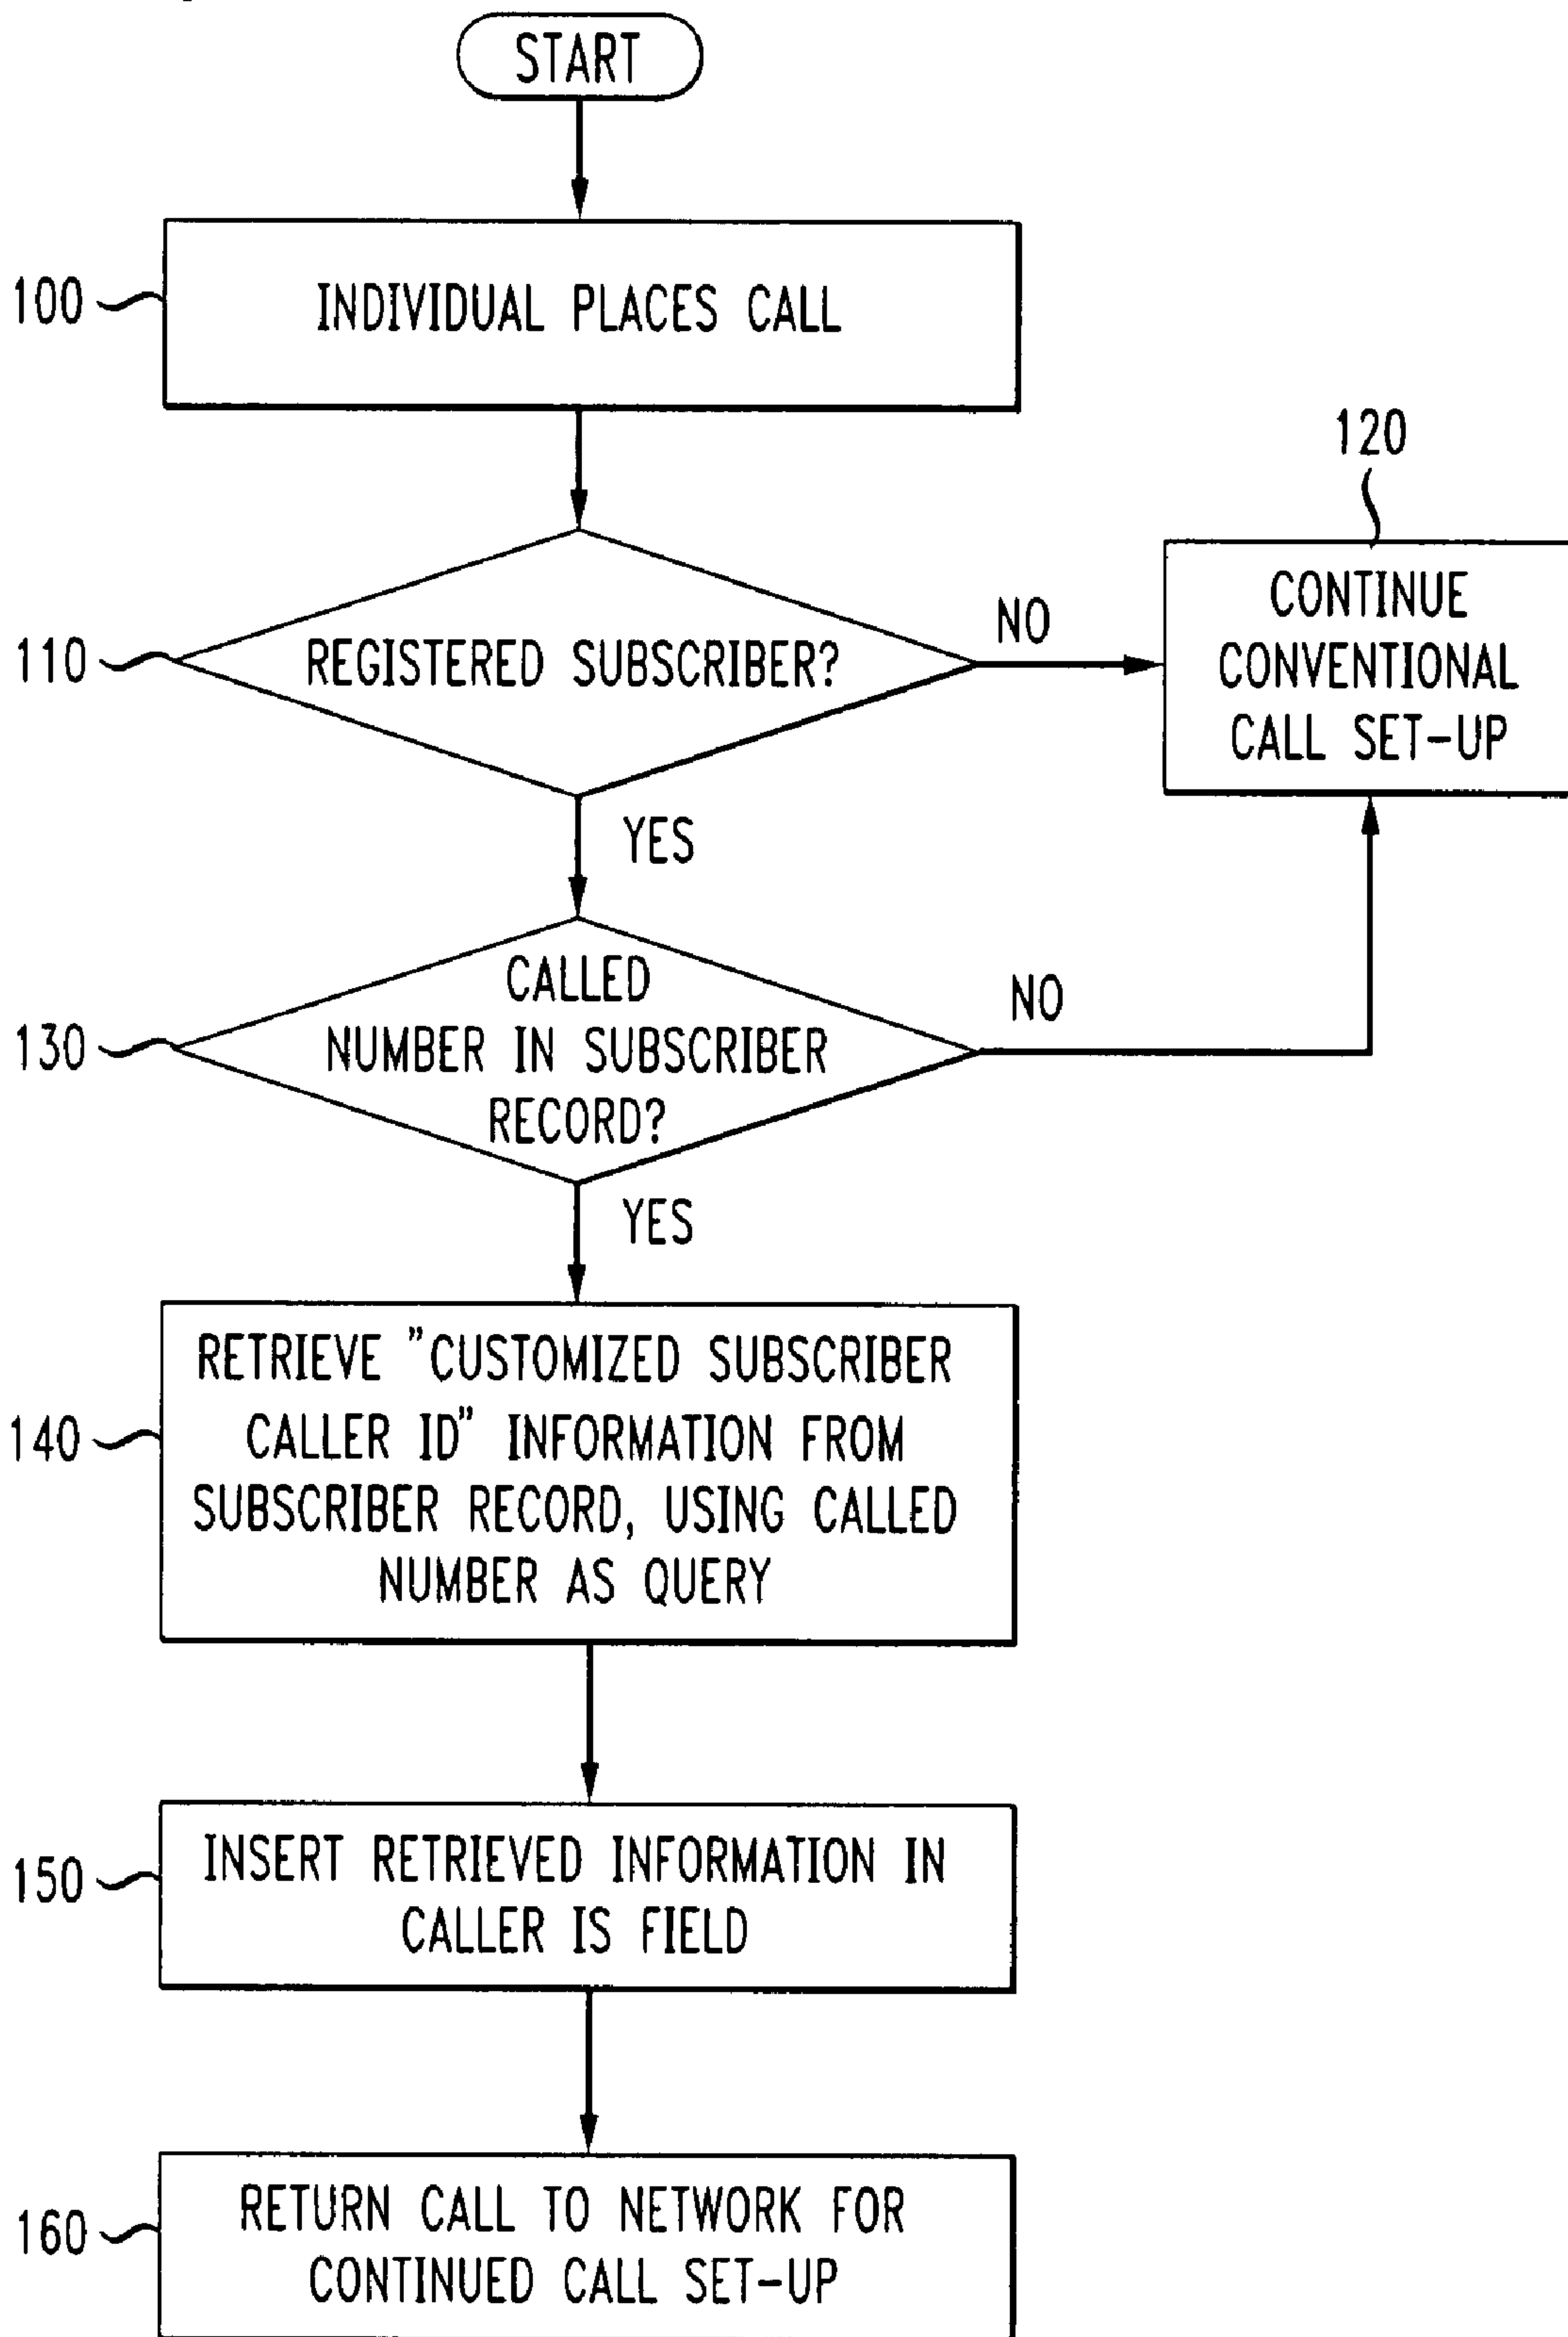 START
100
INDIVIDUAL PLACES CALL
120
CONTINUE
CONVENTIONAL
CALL SET-UP
110
REGISTERED SUBSCRIBER?
NO
YES
130
CALLED
NUMBER IN SUBSCRIBER
RECORD?
NO
YES
140
RETRIEVE "CUSTOMIZED SUBSCRIBER
CALLER ID" INFORMATION FROM
SUBSCRIBER RECORD, USING CALLED
NUMBER AS QUERY
150
INSERT RETRIEVED INFORMATION IN
CALLER IS FIELD
160
RETURN CALL TO NETWORK FOR
CONTINUED CALL SET-UP